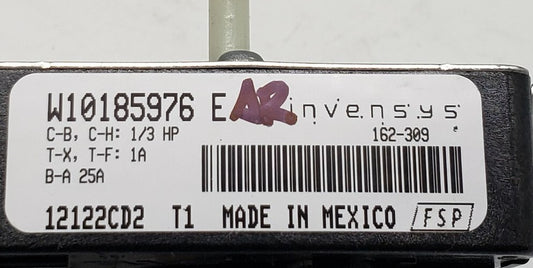 W10185976 E AR invensys
C-B, C-H: 1/3 HP 162-309
T-X, T-F: 1A
B-A 25A
12122CD2 T1 MADE IN MEXICO FSP